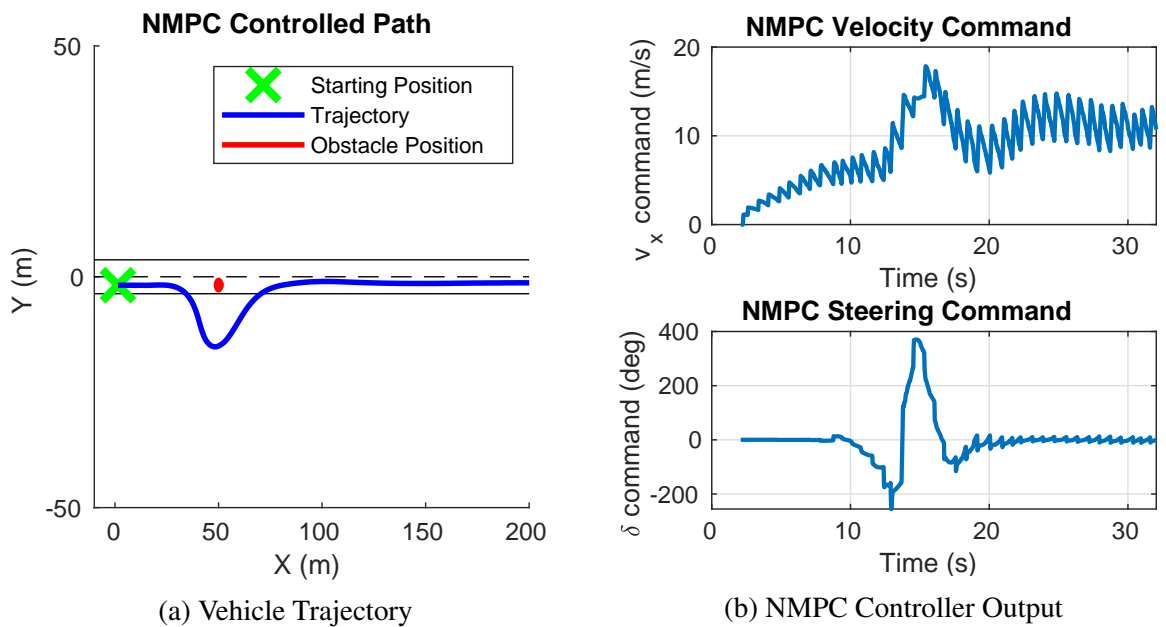 NMPC Controlled Path
50
0
-50
Y (m)
Starting Position
Trajectory
Obstacle Position
0
50
100
150
200
X (m)
(a) Vehicle Trajectory
NMPC Velocity Command
20
10
0
v_x command (m/s)
0
10
20
30
Time (s)
NMPC Steering Command
400
200
0
-200
δ command (deg)
0
10
20
30
Time (s)
(b) NMPC Controller Output